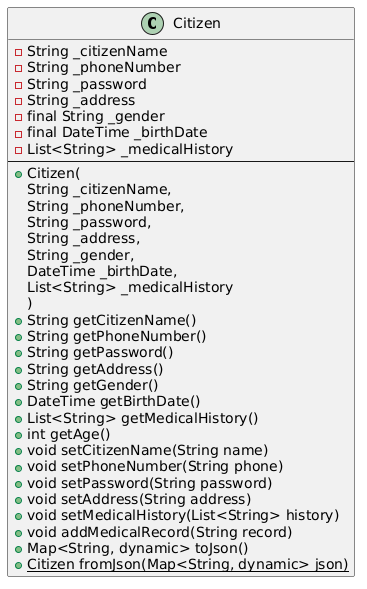 C Citizen
String _citizenName
String _phoneNumber
String _password
String _address
final String _gender
final DateTime _birthDate
List<String> _medicalHistory
Citizen(
String _citizenName,
String _phoneNumber,
String _password,
String _address,
String _gender,
DateTime _birthDate,
List<String> _medicalHistory
)
String getCitizenName()
String getPhoneNumber()
String getPassword()
String getAddress()
String getGender()
DateTime getBirthDate()
List<String> getMedicalHistory()
int getAge()
void setCitizenName(String name)
void setPhoneNumber(String phone)
void setPassword(String password)
void setAddress(String address)
void setMedicalHistory(List<String> history)
void addMedicalRecord(String record)
Map<String, dynamic> toJson()
Citizen fromJson(Map<String, dynamic> json)